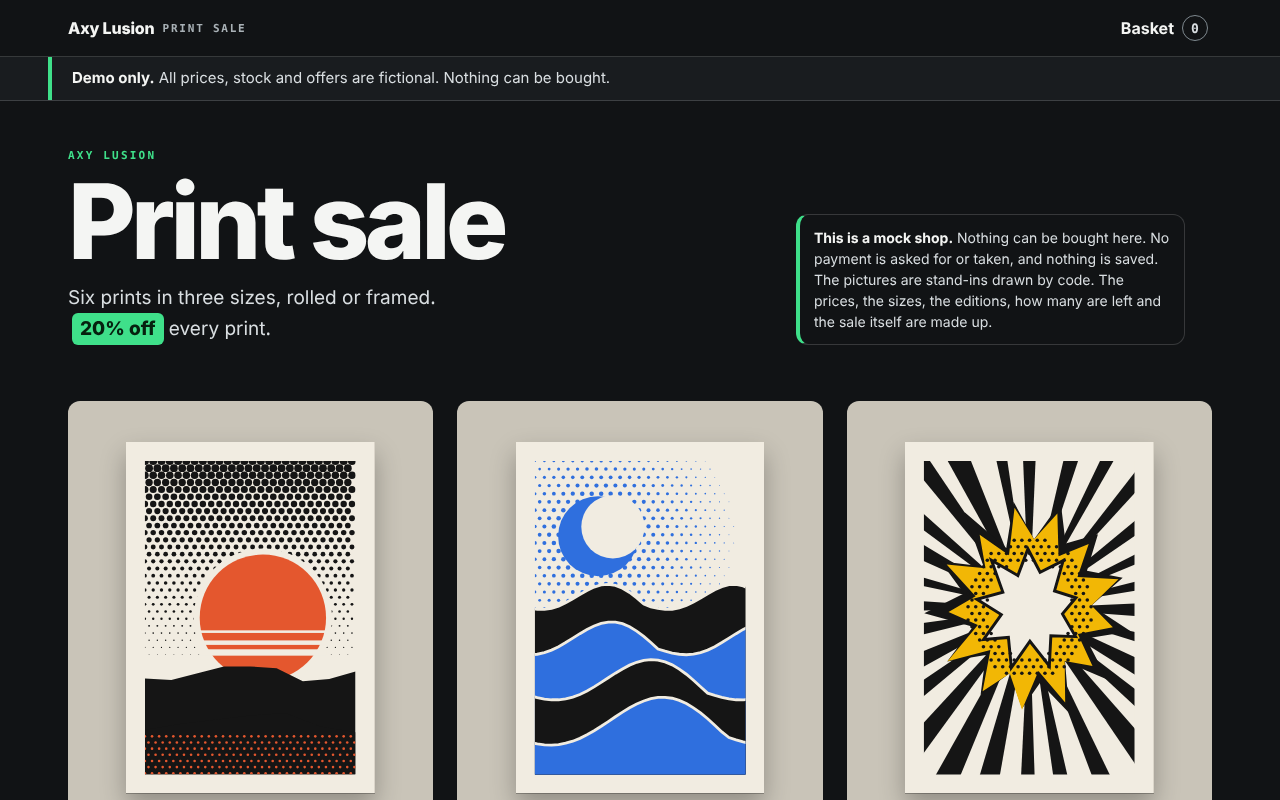 Axy Lusion PRINT SALE
Basket 0
Demo only. All prices, stock and offers are fictional. Nothing can be bought.
AXY LUSION
Print sale
Six prints in three sizes, rolled or framed.
20% off every print.
This is a mock shop. Nothing can be bought here. No
payment is asked for or taken, and nothing is saved.
The pictures are stand-ins drawn by code. The
prices, the sizes, the editions, how many are left and
the sale itself are made up.